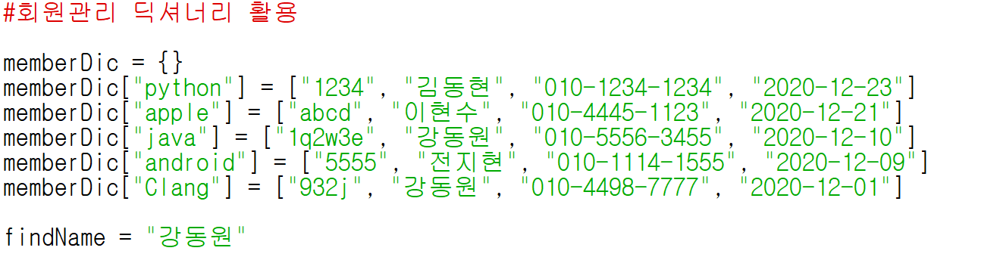 #회원관리 딕셔너리 활용
memberDic = {}
memberDic["python"] = ["1234", "김동현", "010-1234-1234", "2020-12-23"]
memberDic["apple"] = ["abcd", "이현수", "010-4445-1123", "2020-12-21"]
memberDic["java"] = ["1q2w3e", "강동원", "010-5556-3455", "2020-12-10"]
memberDic["android"] = ["5555", "전지현", "010-1114-1555", "2020-12-09"]
memberDic["Clang"] = ["932j", "강동원", "010-4498-7777", "2020-12-01"]
findName = "강동원"